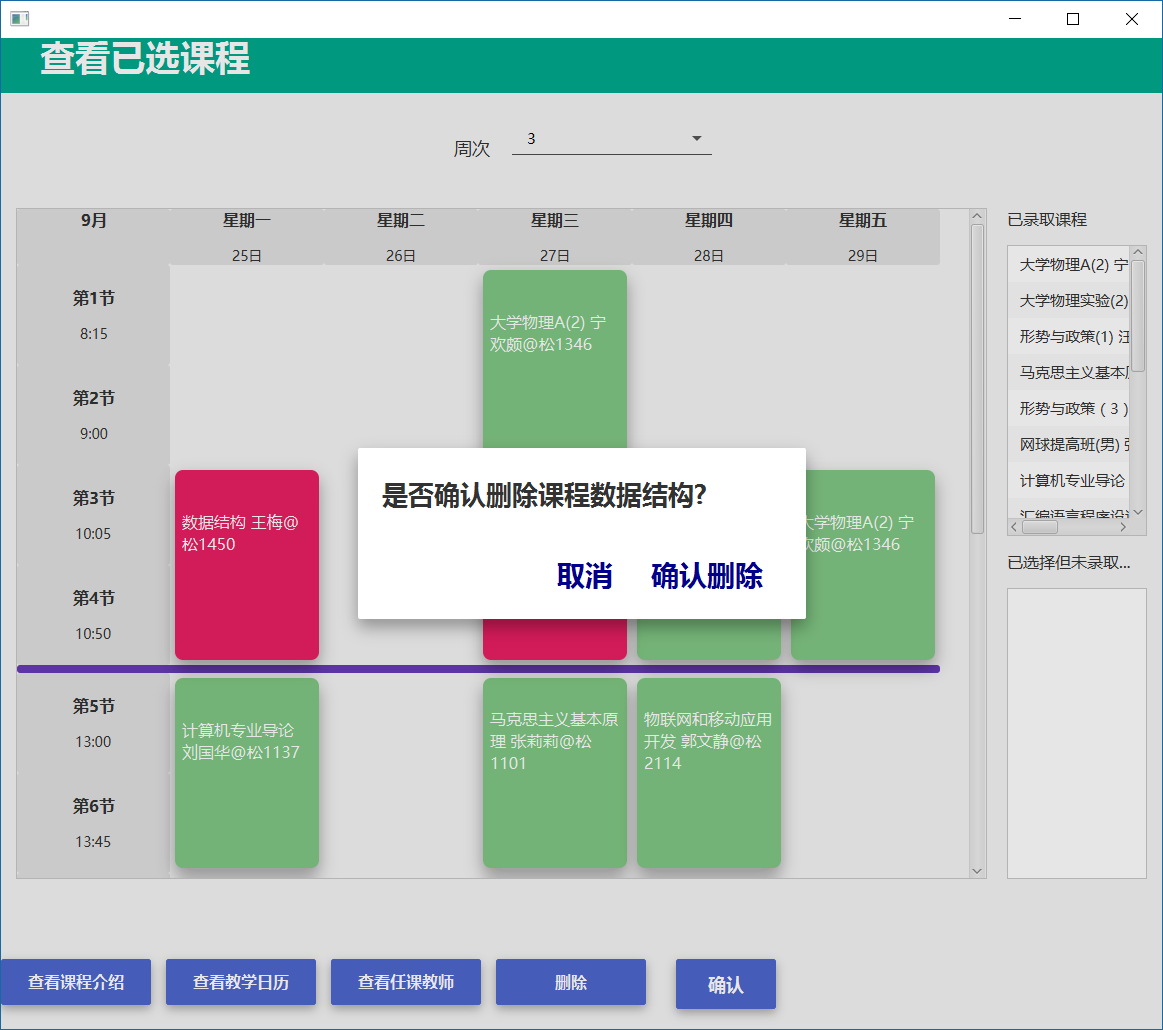 查看已选课程
周次 3
9月 星期一 星期二 星期三 星期四 星期五
25日 26日 27日 28日 29日
第1节
8:15
大学物理A(2) 宁
欢颇@松1346
第2节
9:00
第3节
10:05
数据结构 王梅@
松1450
大学物理A(2) 宁
欢颇@松1346
第4节
10:50
是否确认删除课程数据结构?
取消 确认删除
第5节
13:00
计算机专业导论
刘国华@松1137
马克思主义基本原
理 张莉莉@松
1101
物联网和移动应用
开发 郭文静@松
2114
第6节
13:45
已录取课程
大学物理A(2) 宁
大学物理实验(2)
形势与政策(1) 汪
马克思主义基本
形势与政策（3）
网球提高班(男)
计算机专业导论
汇编语言程序设
已选择但未录取...
查看课程介绍 查看教学日历 查看任课教师 删除 确认